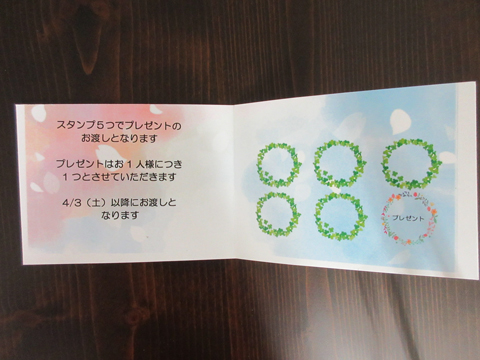 スタンプ5つでプレゼントの
お渡しとなります
プレゼントはお1人様につき
1つとさせていただきます
4/3（土）以降にお渡しと
なります
プレゼント